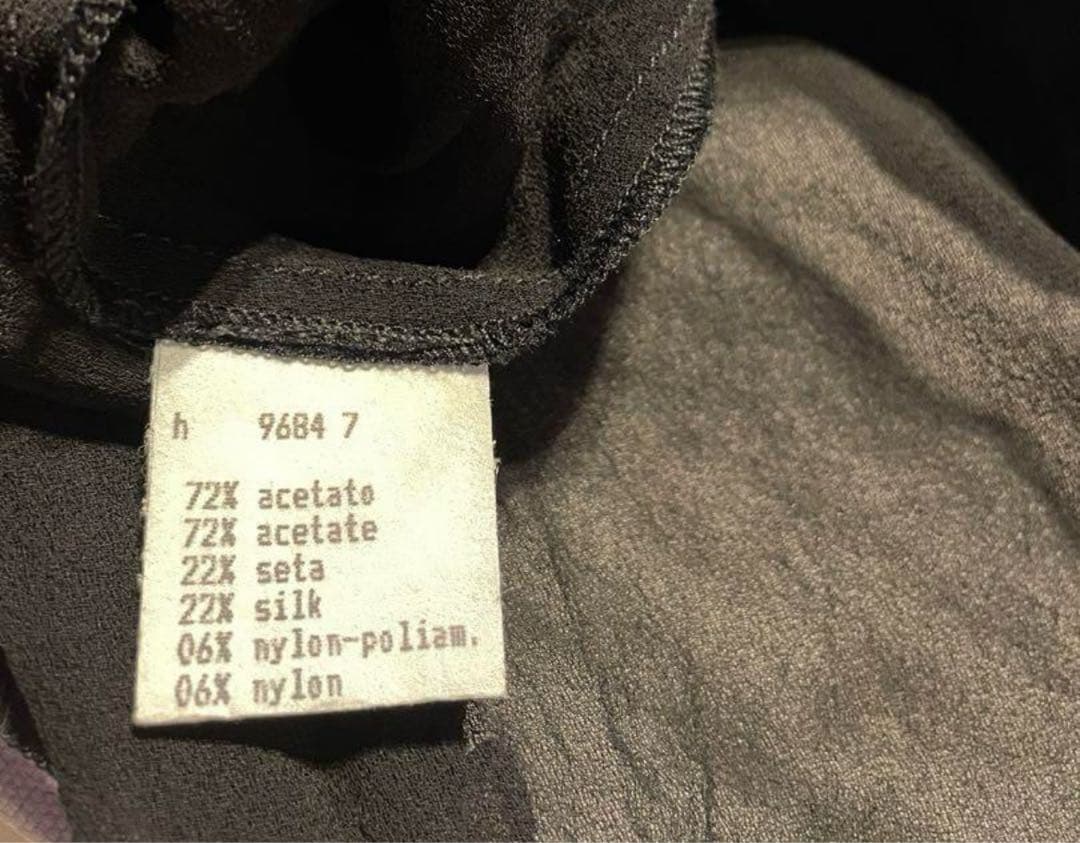 h 9684 7
72% acetato
72% acetate
22% seta
22% silk
06% nylon-poliam.
06% nylon